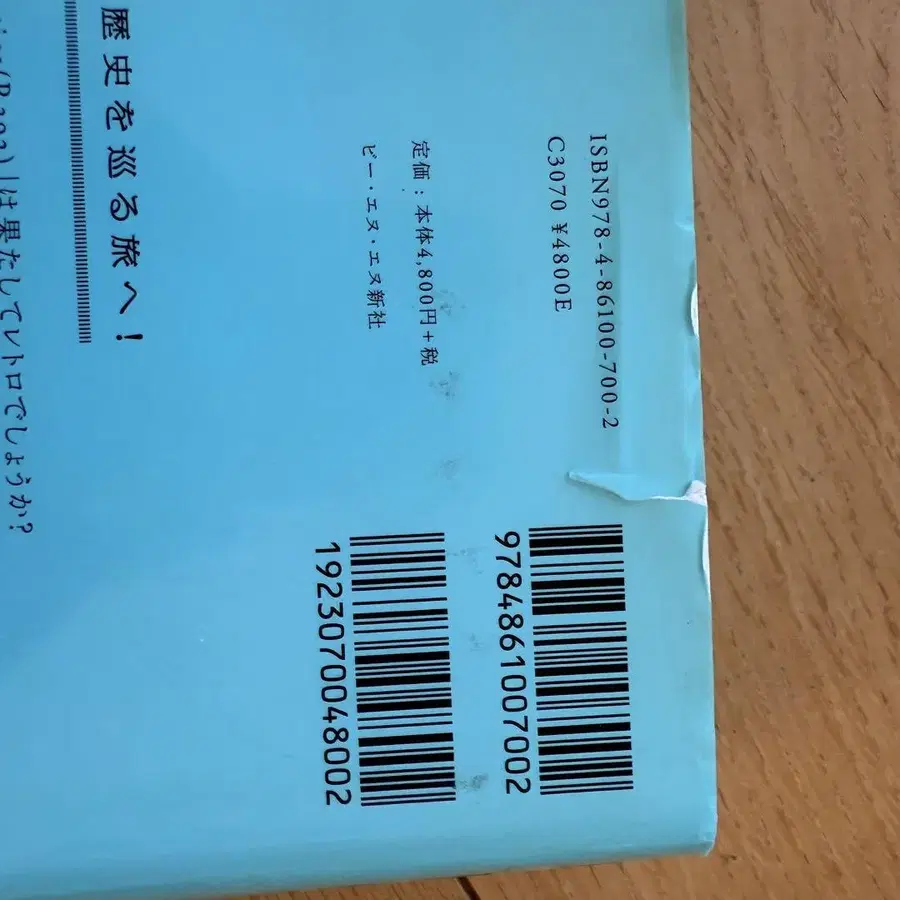 ISBN978-4-86100-700-2
C3070 ¥4800E
9784861007002
定価：本体4,800円+税
ビー・エヌ・エヌ新社
1923070048002
歴史を巡る旅へ！
は果たしてレトロでしょうか？